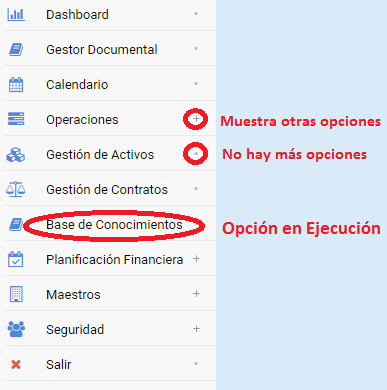 Dashboard
Gestor Documental
Calendario
Operaciones + Muestra otras opciones
Gestión de Activos No hay más opciones
Gestión de Contratos
Base de Conocimientos Opción en Ejecución
Planificación Financiera +
Maestros +
Seguridad +
Salir